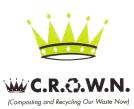 C.R.O.W.N.
(Composting and Recycling Our Waste Now)